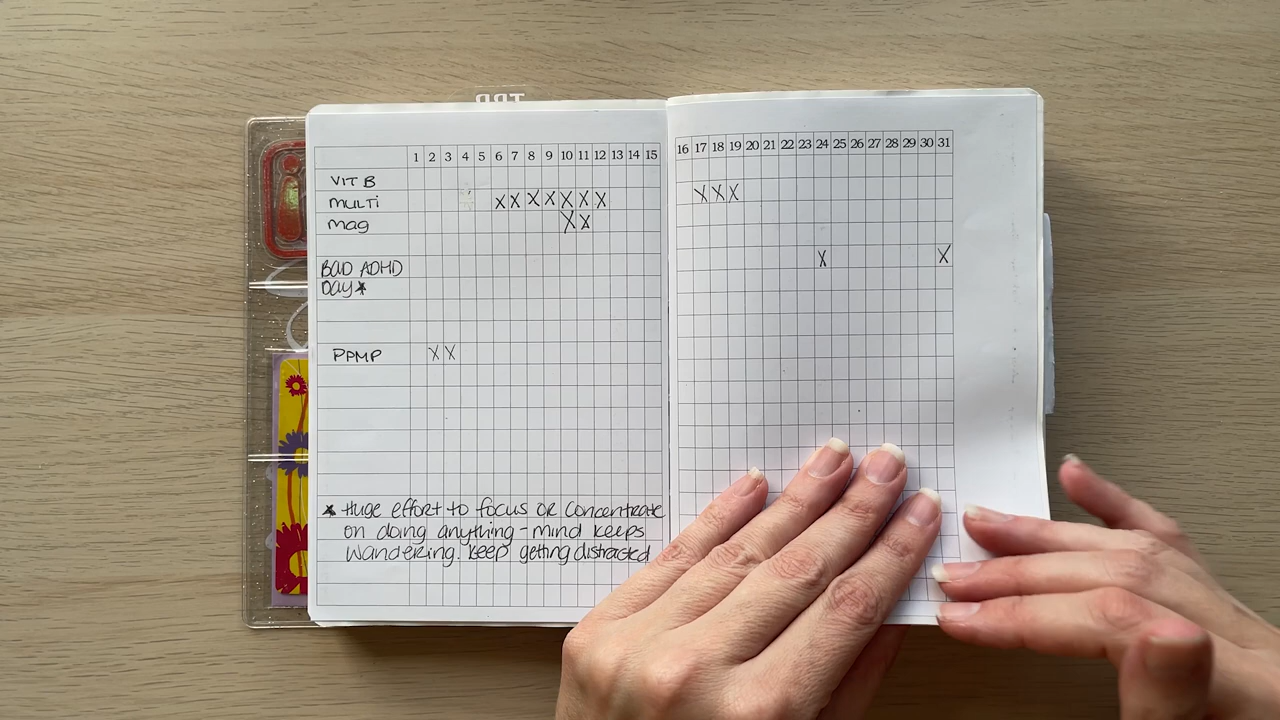 1 2 3 4 5 6 7 8 9 10 11 12 13 14 15
VIT B
MULTi X X X X X X X
mag X X
BAD ADHD
DAY*
PPMP X X
* Huge effort to focus or concentrate
on doing anything - mind keeps
wandering. keep getting distracted
16 17 18 19 20 21 22 23 24 25 26 27 28 29 30 31
X X X
X X